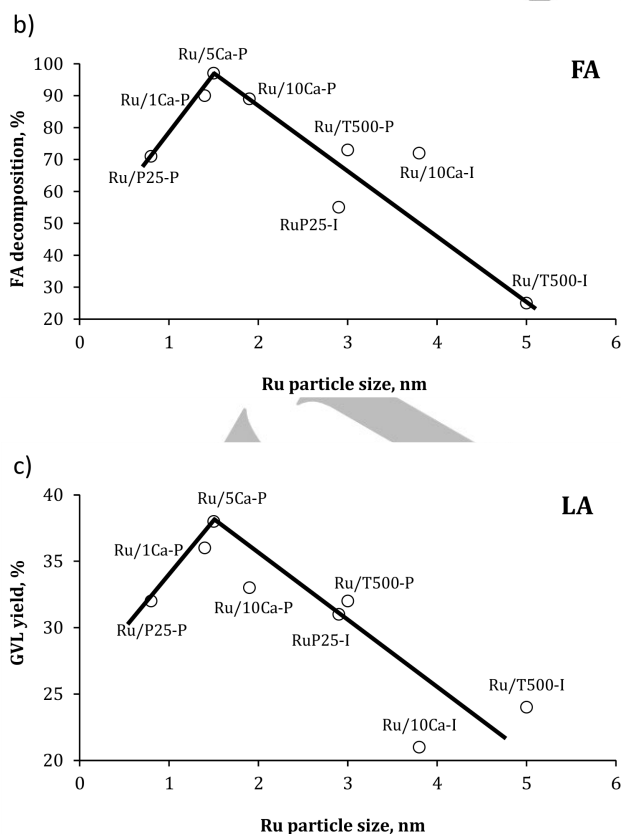 b)
FA
FA decomposition, %
100
90
80
70
60
50
40
30
20
Ru/5Ca-P
Ru/1Ca-P
Ru/10Ca-P
Ru/T500-P
Ru/10Ca-I
Ru/P25-P
RuP25-I
Ru/T500-I
0 1 2 3 4 5 6
Ru particle size, nm
c)
LA
GVL yield, %
40
35
30
25
20
Ru/5Ca-P
Ru/1Ca-P
Ru/T500-P
Ru/10Ca-P
Ru/P25-P
RuP25-I
Ru/T500-I
Ru/10Ca-I
0 1 2 3 4 5 6
Ru particle size, nm